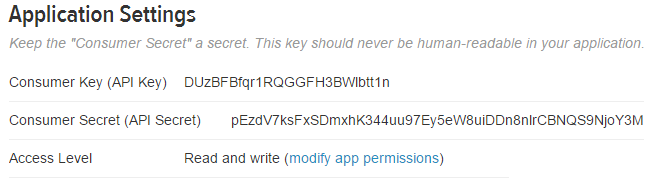 Application Settings
Keep the "Consumer Secret" a secret. This key should never be human-readable in your application.
Consumer Key (API Key) DUzBFBfqr1RQGGFH3BWlbtt1n
Consumer Secret (API Secret) pEzdV7ksFxSDmxhK344uu97Ey5eW8uiDDn8nlrCBNQS9NjoY3M
Access Level Read and write (modify app permissions)